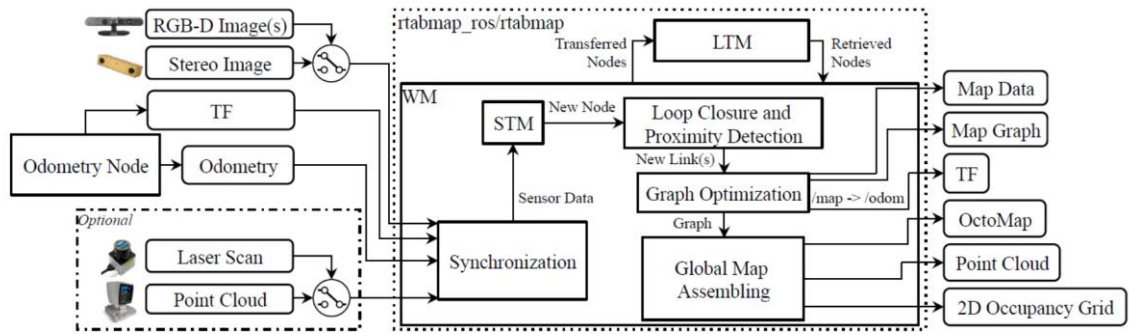 RGB-D Image(s)
Stereo Image
TF
Odometry Node
Odometry
Optional
Laser Scan
Point Cloud
rtabmap_ros/rtabmap
Transferred
Nodes
LTM
Retrieved
Nodes
WM
STM
New Node
Loop Closure and
Proximity Detection
New Link(s)
Graph Optimization
/map -> /odom
Sensor Data
Graph
Synchronization
Global Map
Assembling
Map Data
Map Graph
TF
OctoMap
Point Cloud
2D Occupancy Grid